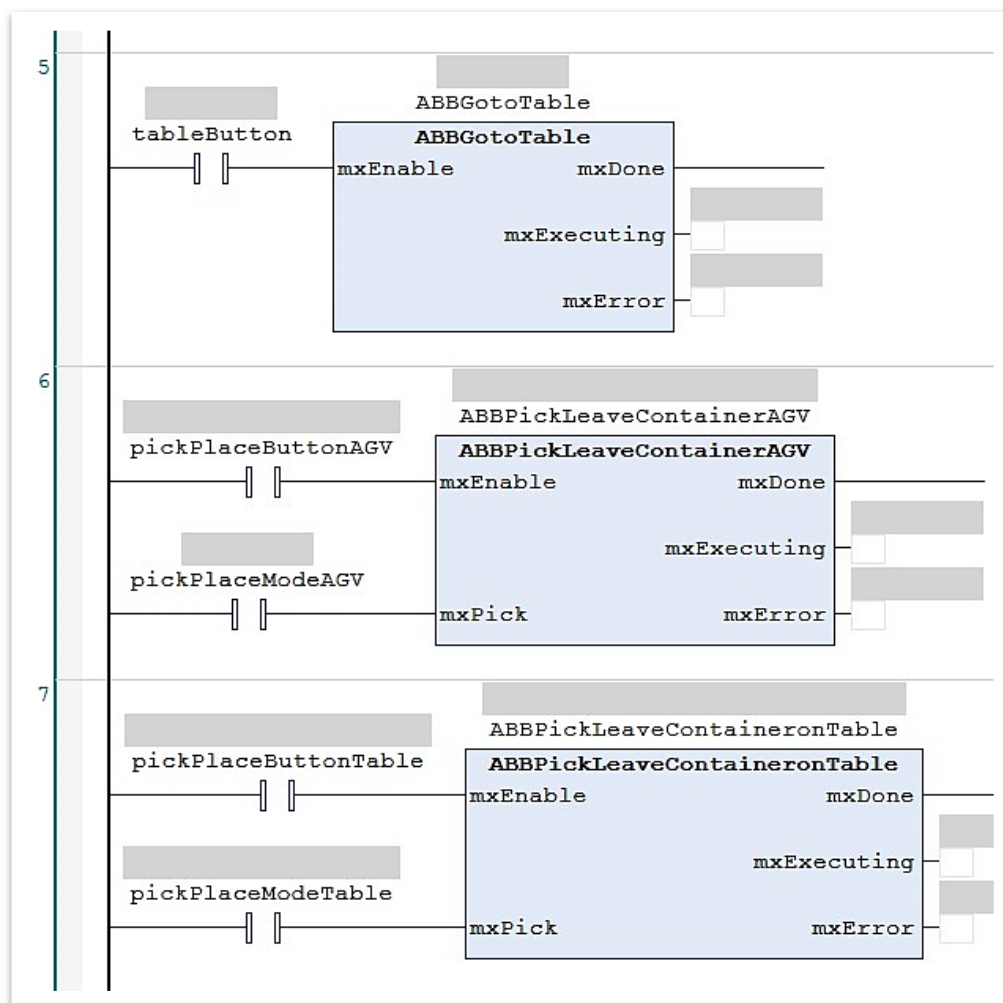 5
ABBGotoTable
tableButton
ABBGotoTable
mxEnable mxDone
mxExecuting
mxError
6
ABBPickLeaveContainerAGV
pickPlaceButtonAGV
ABBPickLeaveContainerAGV
mxEnable mxDone
mxExecuting
pickPlaceModeAGV
mxPick mxError
7
ABBPickLeaveContaineronTable
pickPlaceButtonTable
ABBPickLeaveContaineronTable
mxEnable mxDone
mxExecuting
pickPlaceModeTable
mxPick mxError